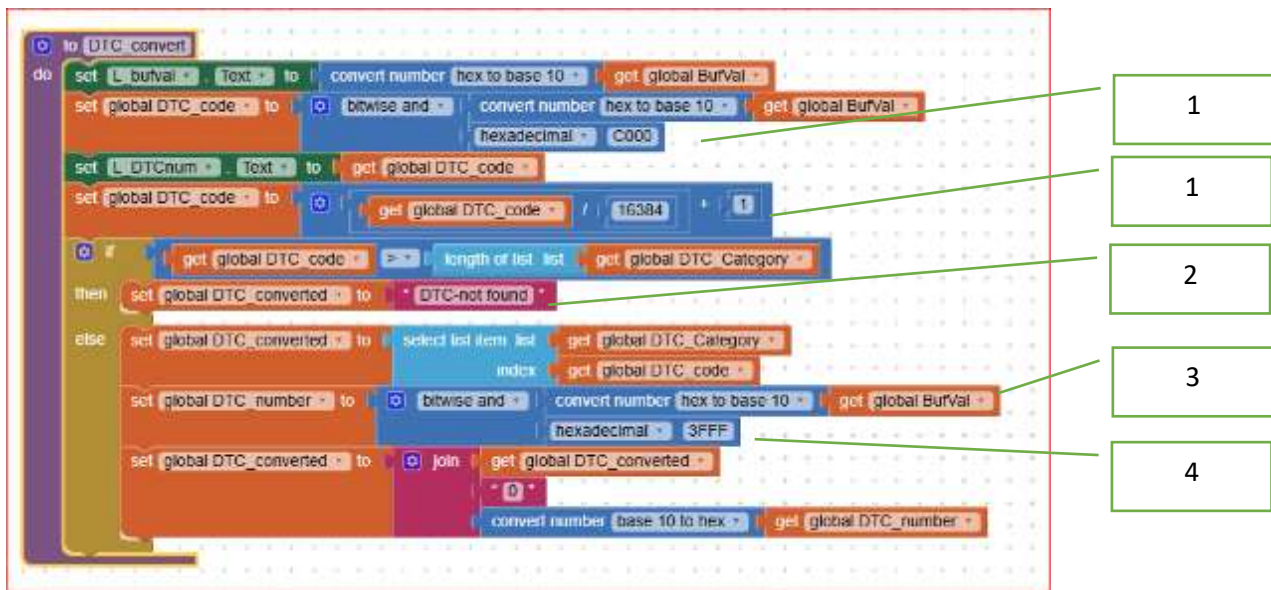 to DTC_convert
do set L_bufval . Text to convert number hex to base 10 get global BufVal
set global DTC_code to bitwise and convert number hex to base 10 get global BufVal
hexadecimal C000
1
set L_DTCnum . Text to get global DTC_code
set global DTC_code to get global DTC_code / 16384 + 1
1
if get global DTC_code > length of list list get global DTC_Category
then set global DTC_converted to " DTC-not found "
2
else set global DTC_converted to select list item list get global DTC_Category
index get global DTC_code
set global DTC_number to bitwise and convert number hex to base 10 get global BufVal
3
hexadecimal 3FFF
4
set global DTC_converted to join get global DTC_converted
" 0 "
convert number base 10 to hex get global DTC_number